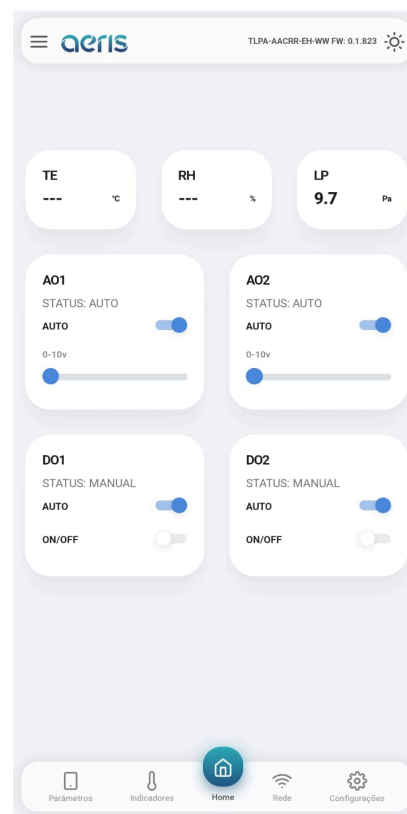 aeris TLPA-AACRR-EH-WW FW: 0.1.823
TE RH LP
--- °C --- % 9.7 Pa
AO1
STATUS: AUTO
AUTO
0-10v
AO2
STATUS: AUTO
AUTO
0-10v
DO1
STATUS: MANUAL
AUTO
ON/OFF
DO2
STATUS: MANUAL
AUTO
ON/OFF
Parâmetros Indicadores Home Rede Configurações